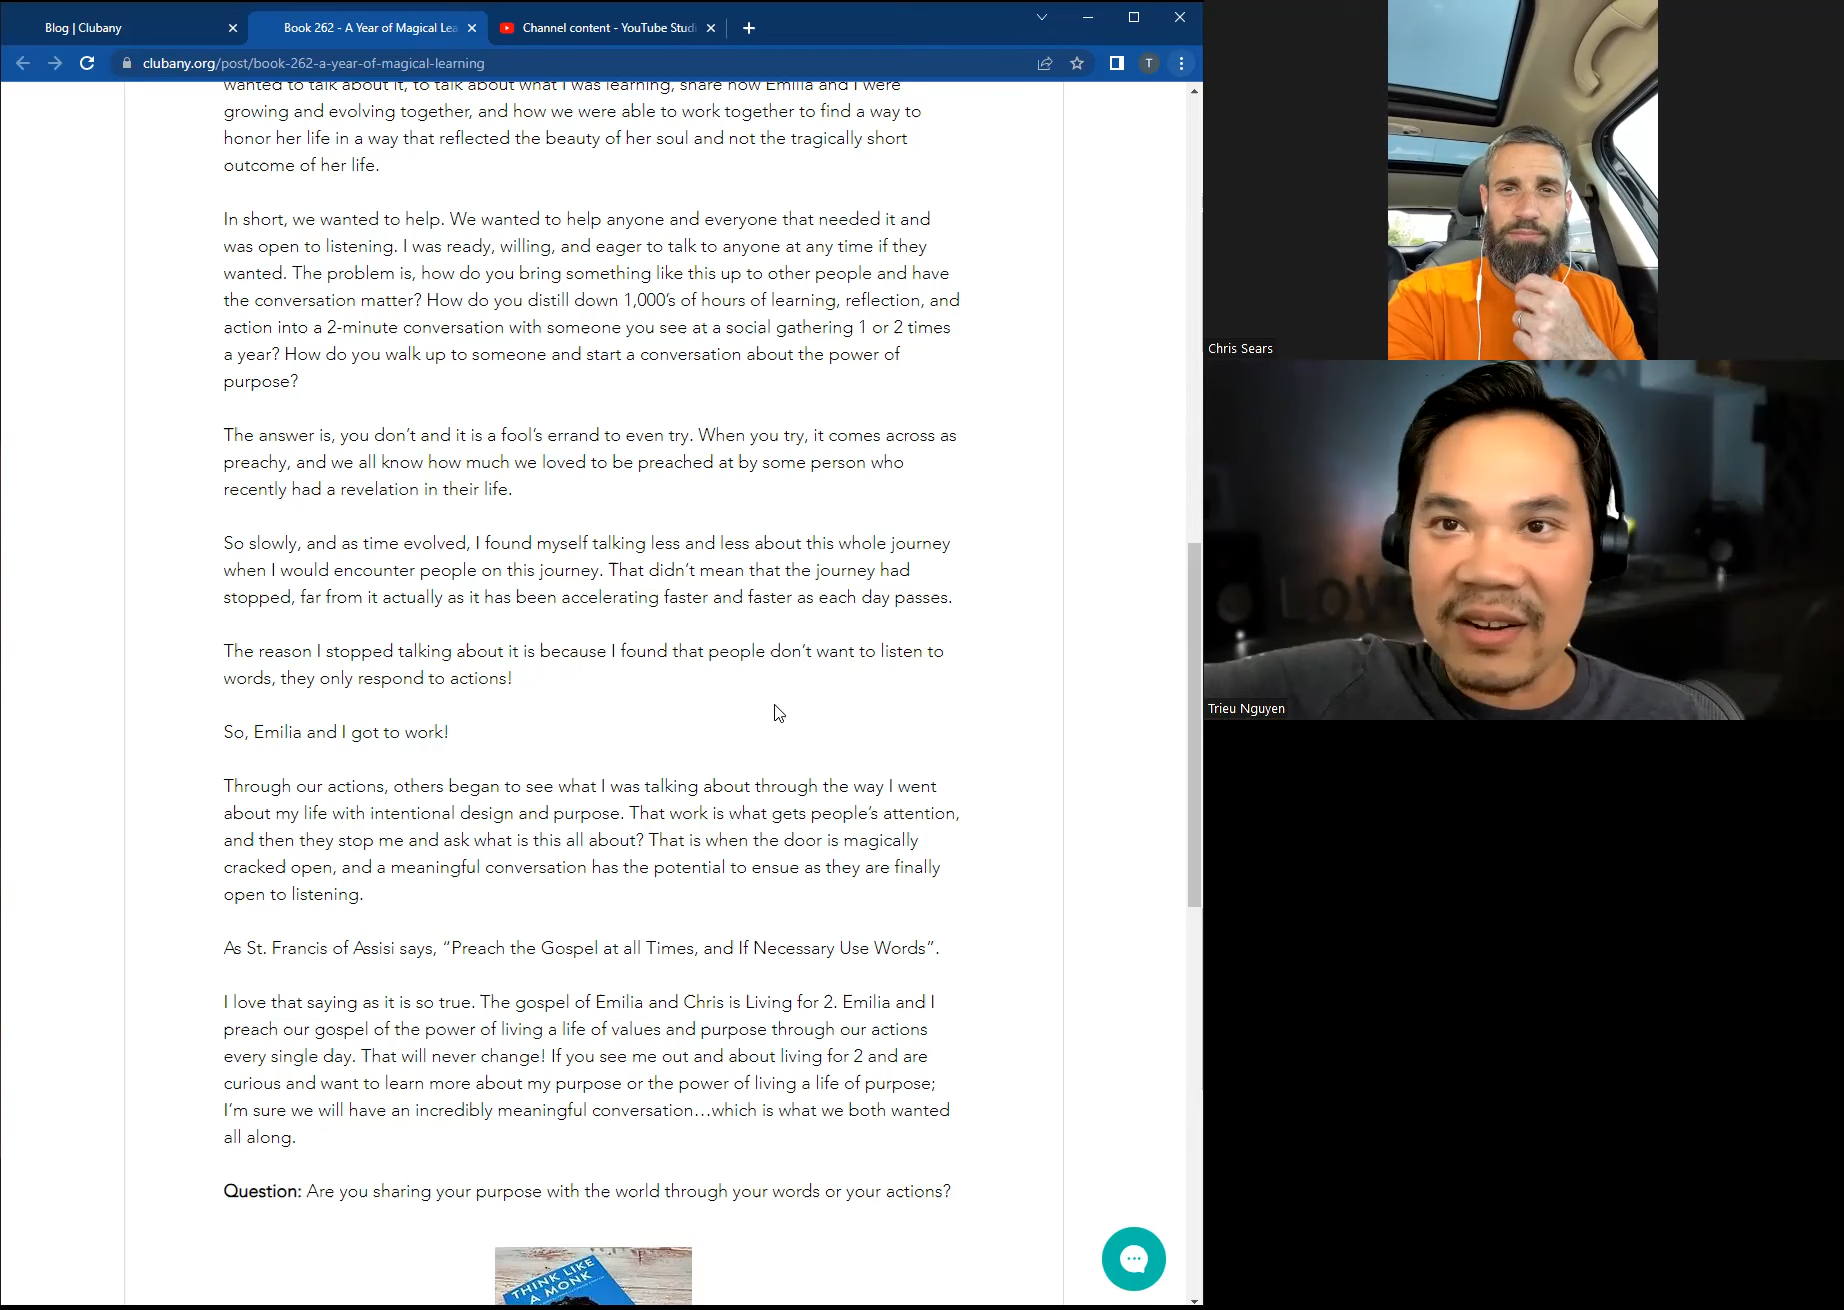 Blog | Clubany
Book 262 - A Year of Magical Lea
Channel content - YouTube Studi
clubany.org/post/book-262-a-year-of-magical-learning
T
wanted to talk about it, to talk about what I was learning, share how Emilia and I were
growing and evolving together, and how we were able to work together to find a way to
honor her life in a way that reflected the beauty of her soul and not the tragically short
outcome of her life.
In short, we wanted to help. We wanted to help anyone and everyone that needed it and
was open to listening. I was ready, willing, and eager to talk to anyone at any time if they
wanted. The problem is, how do you bring something like this up to other people and have
the conversation matter? How do you distill down 1,000's of hours of learning, reflection, and
action into a 2-minute conversation with someone you see at a social gathering 1 or 2 times
a year? How do you walk up to someone and start a conversation about the power of
purpose?
The answer is, you don't and it is a fool's errand to even try. When you try, it comes across as
preachy, and we all know how much we loved to be preached at by some person who
recently had a revelation in their life.
So slowly, and as time evolved, I found myself talking less and less about this whole journey
when I would encounter people on this journey. That didn't mean that the journey had
stopped, far from it actually as it has been accelerating faster and faster as each day passes.
The reason I stopped talking about it is because I found that people don't want to listen to
words, they only respond to actions!
So, Emilia and I got to work!
Through our actions, others began to see what I was talking about through the way I went
about my life with intentional design and purpose. That work is what gets people's attention,
and then they stop me and ask what is this all about? That is when the door is magically
cracked open, and a meaningful conversation has the potential to ensue as they are finally
open to listening.
As St. Francis of Assisi says, “Preach the Gospel at all Times, and If Necessary Use Words”.
I love that saying as it is so true. The gospel of Emilia and Chris is Living for 2. Emilia and I
preach our gospel of the power of living a life of values and purpose through our actions
every single day. That will never change! If you see me out and about living for 2 and are
curious and want to learn more about my purpose or the power of living a life of purpose;
I'm sure we will have an incredibly meaningful conversation…which is what we both wanted
all along.
Question: Are you sharing your purpose with the world through your words or your actions?
THINK LIKE
A MONK
Chris Sears
LOV
Trieu Nguyen